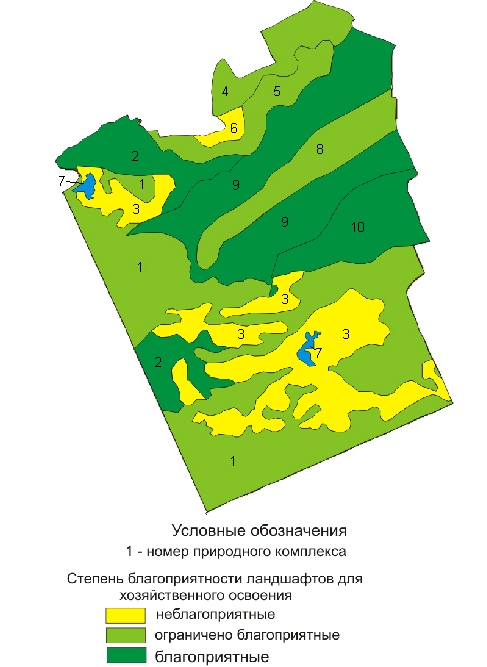 4
5
6
8
2
7
1
9
3
9
10
1
3
3
3
7
2
1
Условные обозначения
1 - номер природного комплекса
Степень благоприятности ландшафтов для
хозяйственного освоения
неблагоприятные
ограничено благоприятные
благоприятные